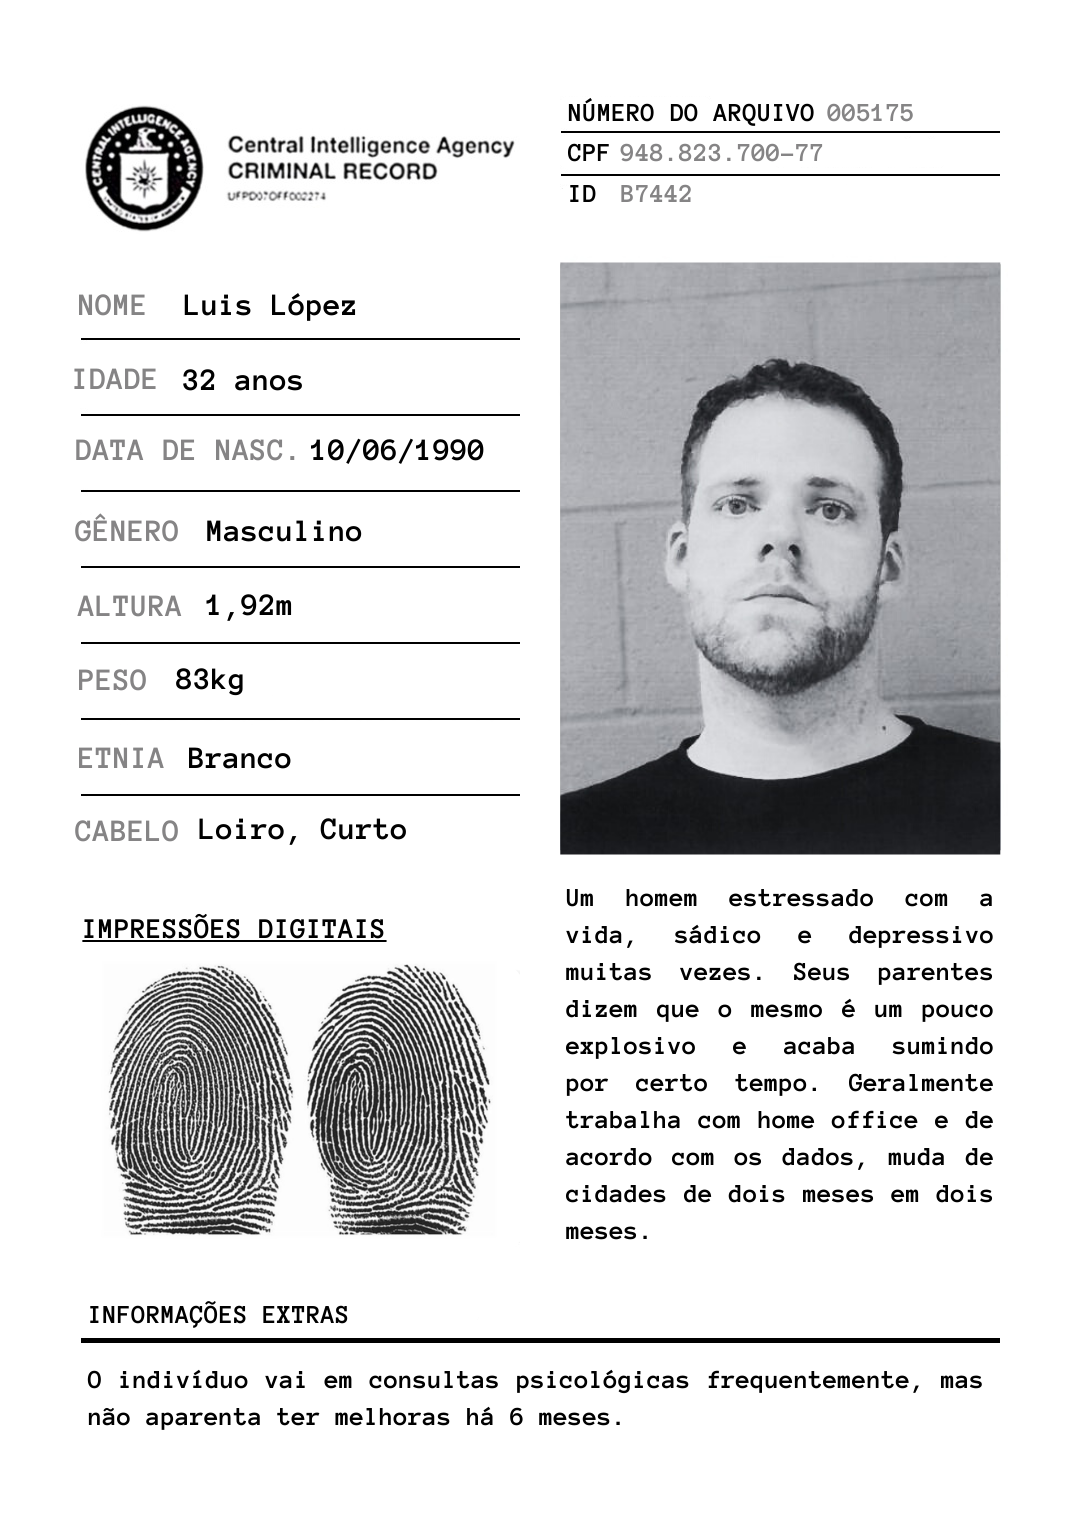 CENTRAL INTELLIGENCE AGENCY
UNITED STATES OF AMERICA
Central Intelligence Agency
CRIMINAL RECORD
UFPD07OFF002274
NÚMERO DO ARQUIVO 005175
CPF 948.823.700-77
ID B7442
NOME Luis López
IDADE 32 anos
DATA DE NASC. 10/06/1990
GÊNERO Masculino
ALTURA 1,92m
PESO 83kg
ETNIA Branco
CABELO Loiro, Curto
IMPRESSÕES DIGITAIS
Um homem estressado com a
vida, sádico e depressivo
muitas vezes. Seus parentes
dizem que o mesmo é um pouco
explosivo e acaba sumindo
por certo tempo. Geralmente
trabalha com home office e de
acordo com os dados, muda de
cidades de dois meses em dois
meses.
INFORMAÇÕES EXTRAS
O indivíduo vai em consultas psicológicas frequentemente, mas
não aparenta ter melhoras há 6 meses.